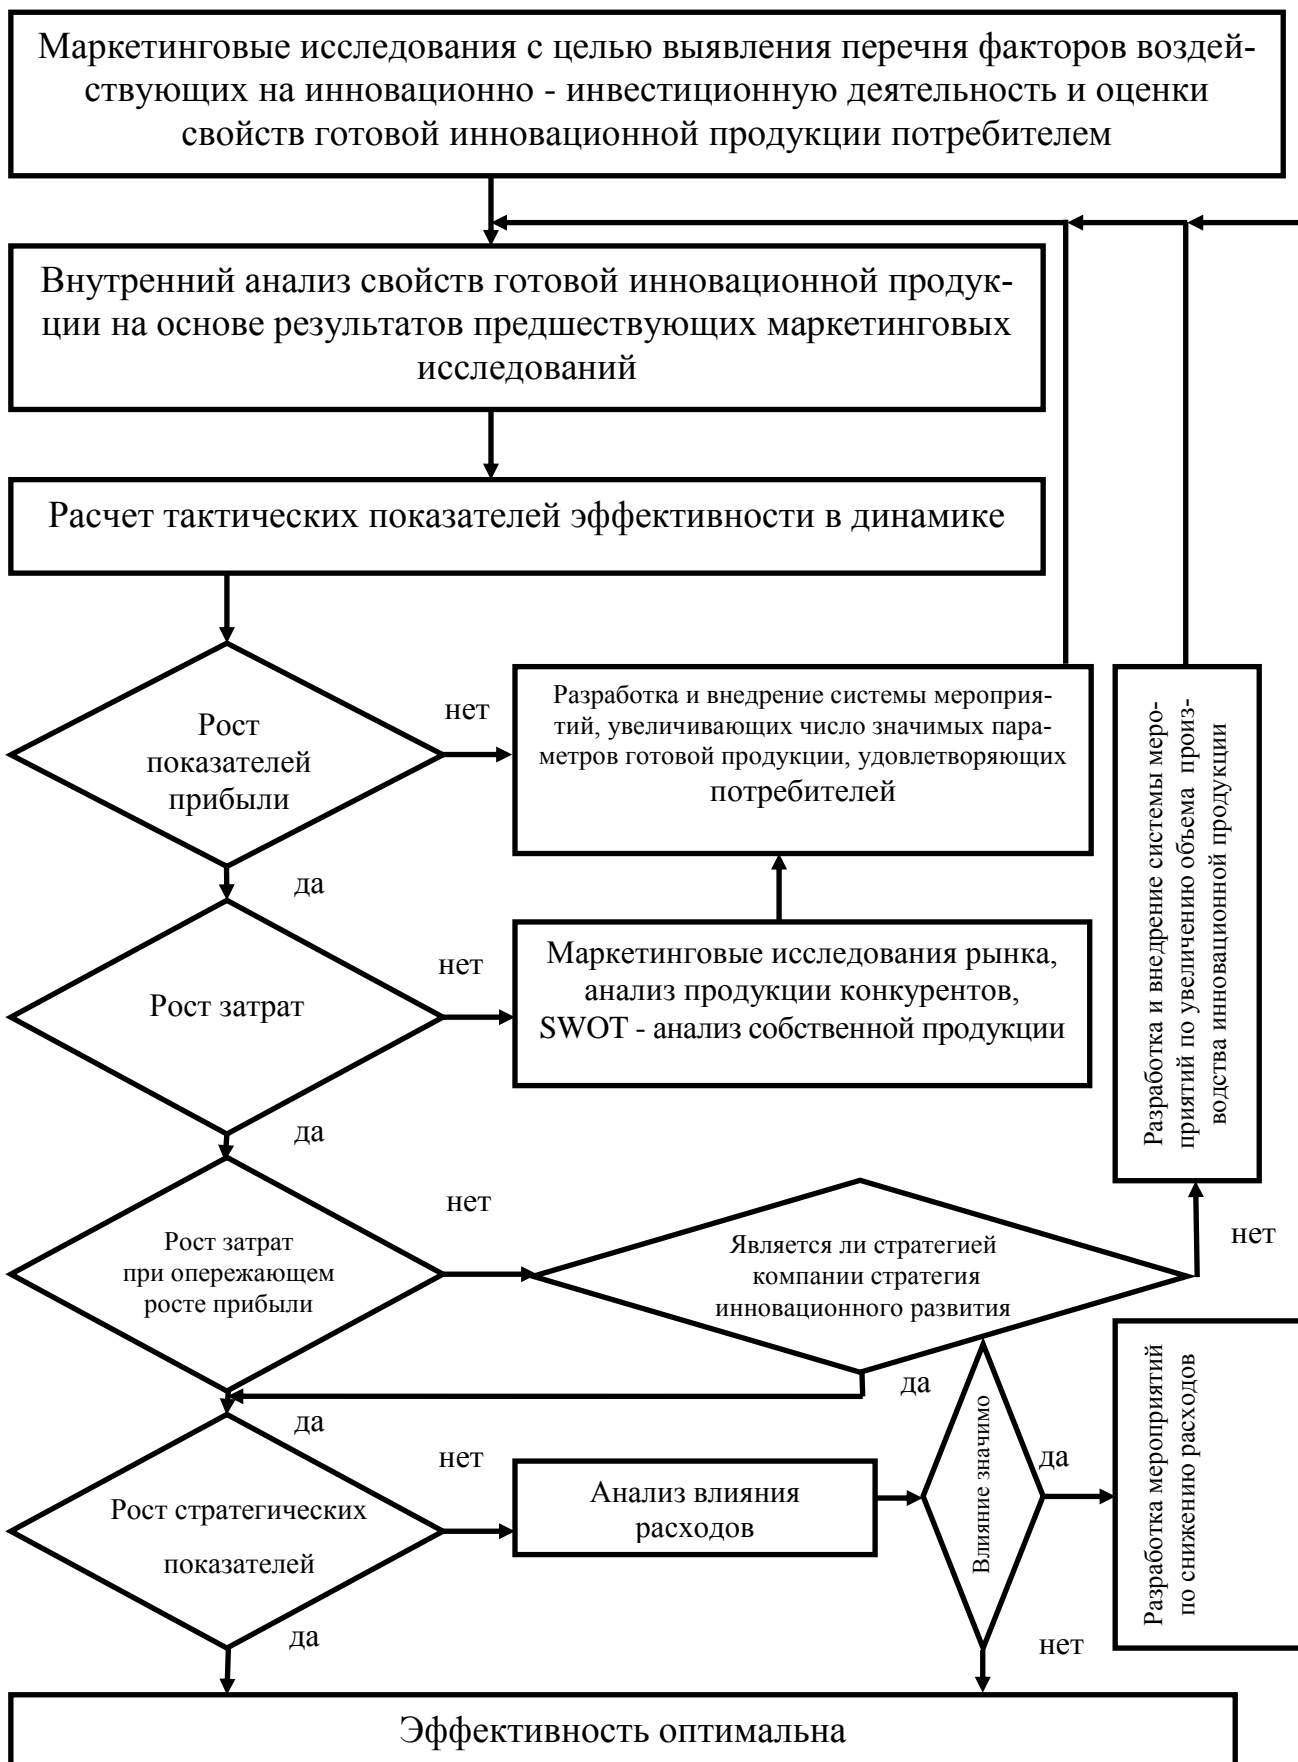 Маркетинговые исследования с целью выявления перечня факторов воздей-
ствующих на инновационно - инвестиционную деятельность и оценки
свойств готовой инновационной продукции потребителем
Внутренний анализ свойств готовой инновационной продук-
ции на основе результатов предшествующих маркетинговых
исследований
Расчет тактических показателей эффективности в динамике
Рост
показателей
прибыли
нет
Разработка и внедрение системы мероприя-
тий, увеличивающих число значимых пара-
метров готовой продукции, удовлетворяющих
потребителей
Разработка и внедрение системы меро-
приятий по увеличению объема произ-
водства инновационной продукции
да
Рост затрат
нет
Маркетинговые исследования рынка,
анализ продукции конкурентов,
SWOT - анализ собственной продукции
да
Рост затрат
при опережающем
росте прибыли
нет
Является ли стратегией
компании стратегия
инновационного развития
нет
да
да
Рост стратегических
показателей
нет
Анализ влияния
расходов
Влияние значимо
да
Разработка мероприятий
по снижению расходов
да
нет
Эффективность оптимальна